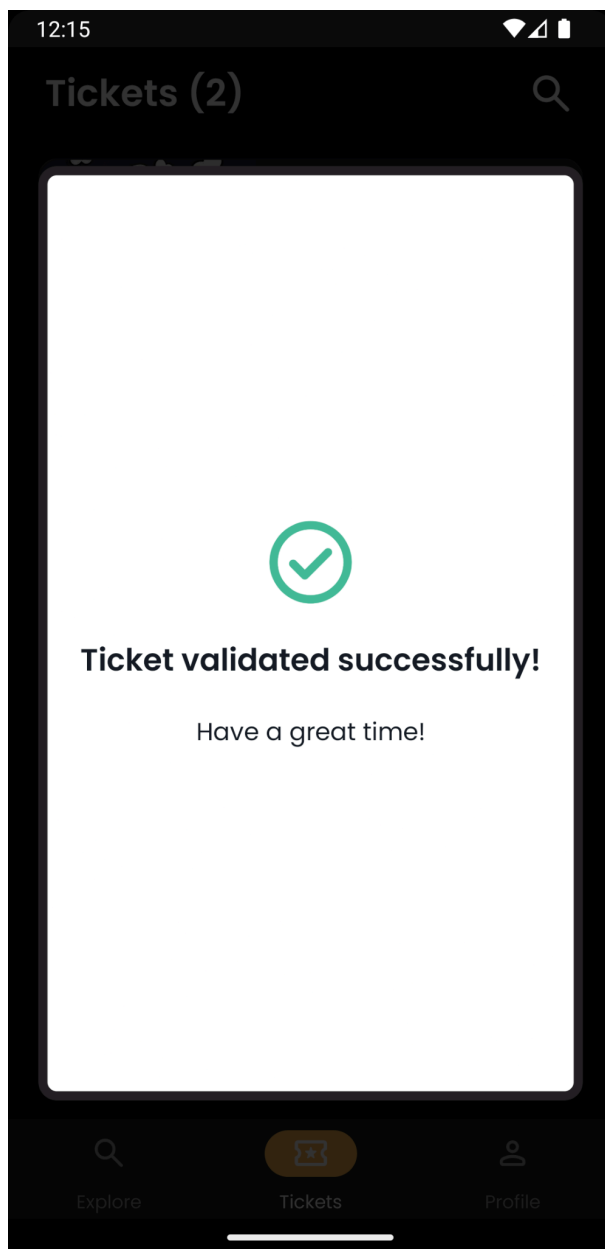 12:15
Tickets (2)
Ticket validated successfully!
Have a great time!
Explore
Tickets
Profile